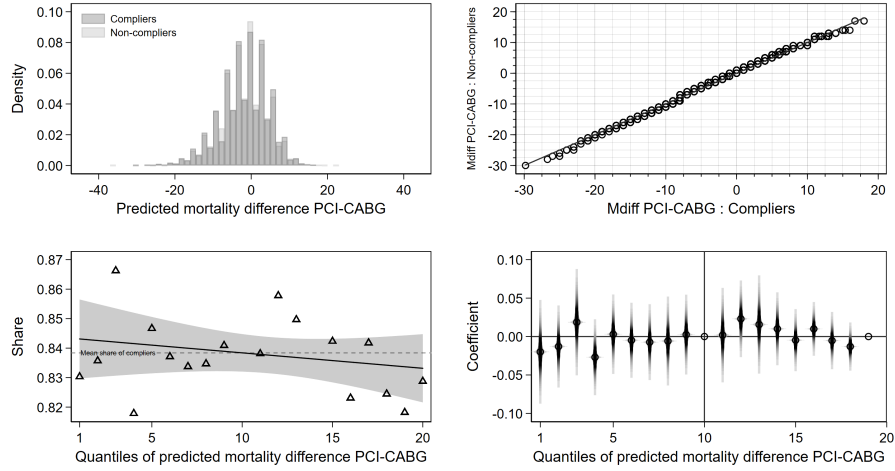 0.10
0.08
0.06
0.04
0.02
0.00
Density
Compliers
Non-compliers
-40 -20 0 20 40
Predicted mortality difference PCI-CABG
20
10
0
-10
-20
-30
Mdiff PCI-CABG : Non-compliers
-30 -20 -10 0 10 20
Mdiff PCI-CABG : Compliers
0.87
0.86
0.85
0.84
0.83
0.82
Share
Mean share of compliers
1 5 10 15 20
Quantiles of predicted mortality difference PCI-CABG
0.10
0.05
0.00
-0.05
-0.10
Coefficient
1 5 10 15 20
Quantiles of predicted mortality difference PCI-CABG